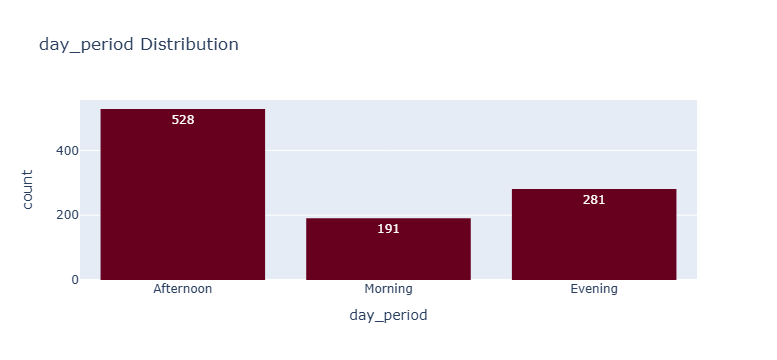 day_period Distribution
count
400
200
0
528
191
281
Afternoon Morning Evening
day_period